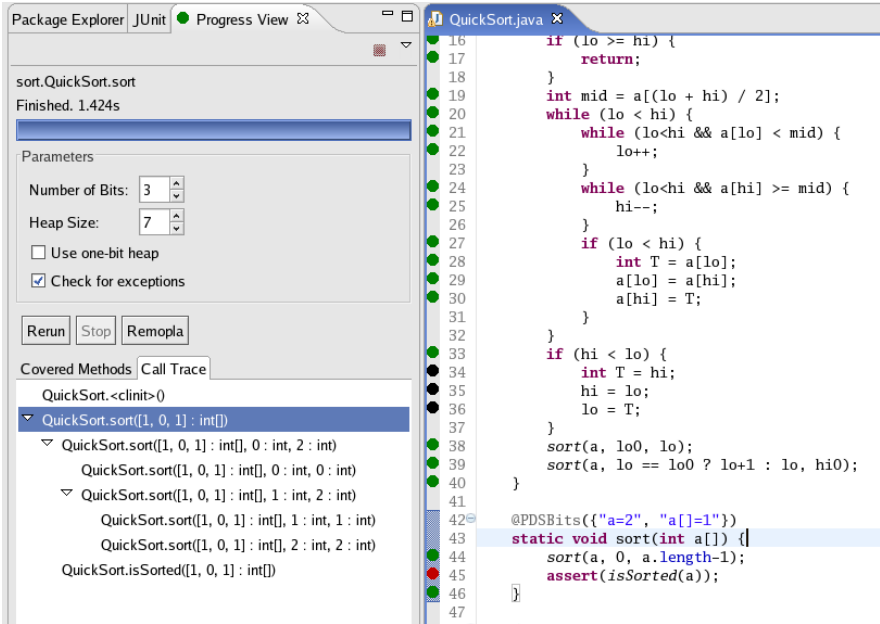 Package Explorer JUnit Progress View
sort.QuickSort.sort
Finished. 1.424s
Parameters
Number of Bits: 3
Heap Size: 7
Use one-bit heap
Check for exceptions
Rerun Stop Remopla
Covered Methods Call Trace
QuickSort.<clinit>()
QuickSort.sort([1, 0, 1] : int[])
QuickSort.sort([1, 0, 1] : int[], 0 : int, 2 : int)
QuickSort.sort([1, 0, 1] : int[], 0 : int, 0 : int)
QuickSort.sort([1, 0, 1] : int[], 1 : int, 2 : int)
QuickSort.sort([1, 0, 1] : int[], 1 : int, 1 : int)
QuickSort.sort([1, 0, 1] : int[], 2 : int, 2 : int)
QuickSort.isSorted([1, 0, 1] : int[])
QuickSort.java
16 if (lo >= hi) {
17 return;
18 }
19 int mid = a[(lo + hi) / 2];
20 while (lo < hi) {
21 while (lo<hi && a[lo] < mid) {
22 lo++;
23 }
24 while (lo<hi && a[hi] >= mid) {
25 hi--;
26 }
27 if (lo < hi) {
28 int T = a[lo];
29 a[lo] = a[hi];
30 a[hi] = T;
31 }
32 }
33 if (hi < lo) {
34 int T = hi;
35 hi = lo;
36 lo = T;
37 }
38 sort(a, lo0, lo);
39 sort(a, lo == lo0 ? lo+1 : lo, hi0);
40 }
41
42 @PDSBits({"a=2", "a[]=1"})
43 static void sort(int a[]) {
44 sort(a, 0, a.length-1);
45 assert(isSorted(a));
46 }
47